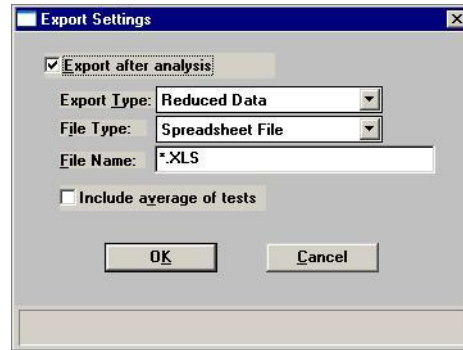 Export Settings
Export after analysis
Export Type: Reduced Data
File Type: Spreadsheet File
File Name: *.XLS
Include average of tests
OK Cancel